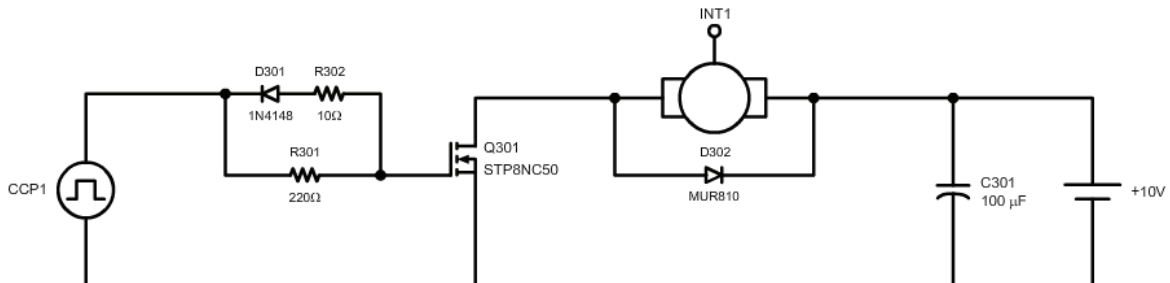 INT1
D301
R302
1N4148
10Ω
R301
220Ω
CCP1
Q301
STP8NC50
D302
MUR810
C301
100 μF
+10V